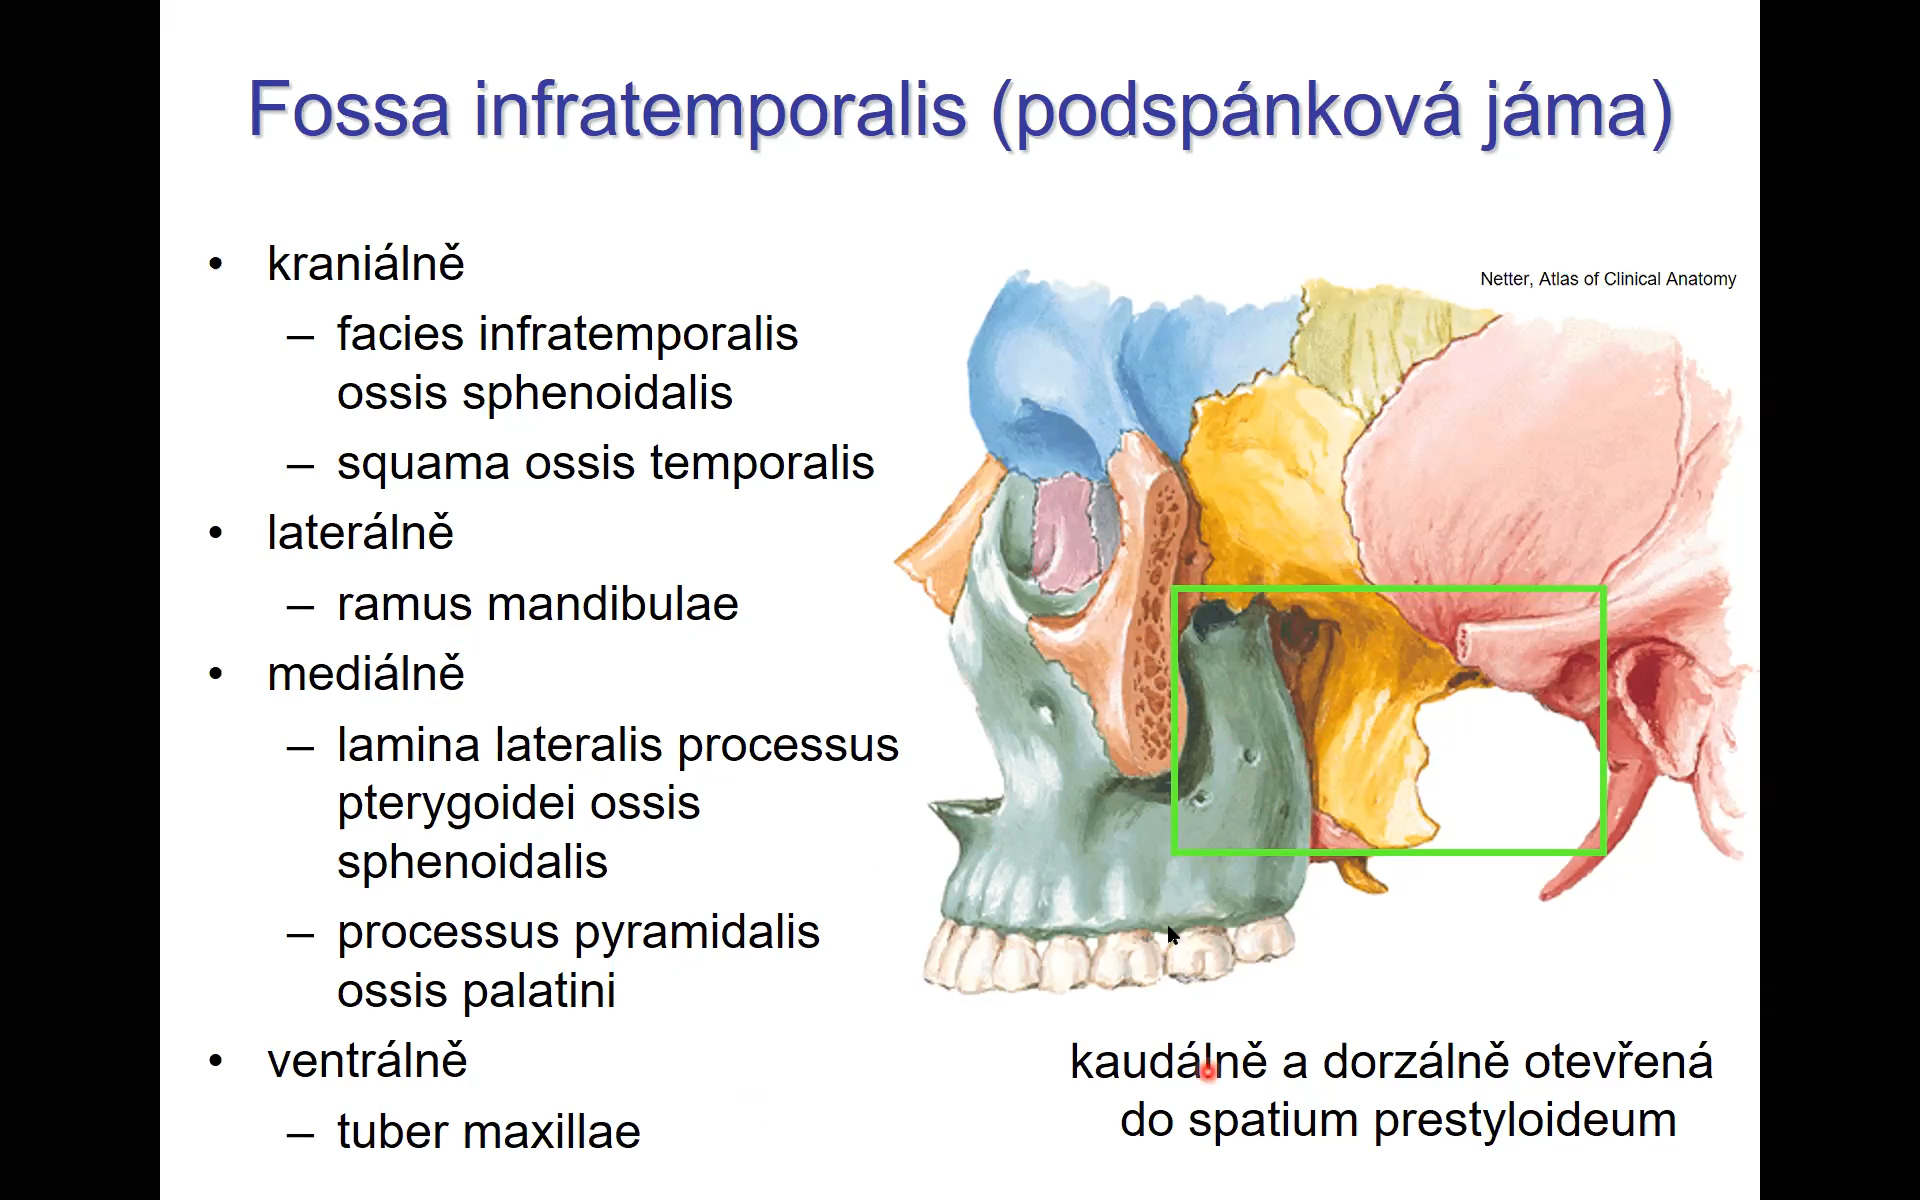 Fossa infratemporalis (podspánková jáma)
• kraniálně
– facies infratemporalis
ossis sphenoidalis
– squama ossis temporalis
• laterálně
– ramus mandibulae
• mediálně
– lamina lateralis processus
pterygoidei ossis
sphenoidalis
– processus pyramidalis
ossis palatini
• ventrálně
– tuber maxillae
Netter, Atlas of Clinical Anatomy
kaudálně a dorzálně otevřená
do spatium prestyloideum